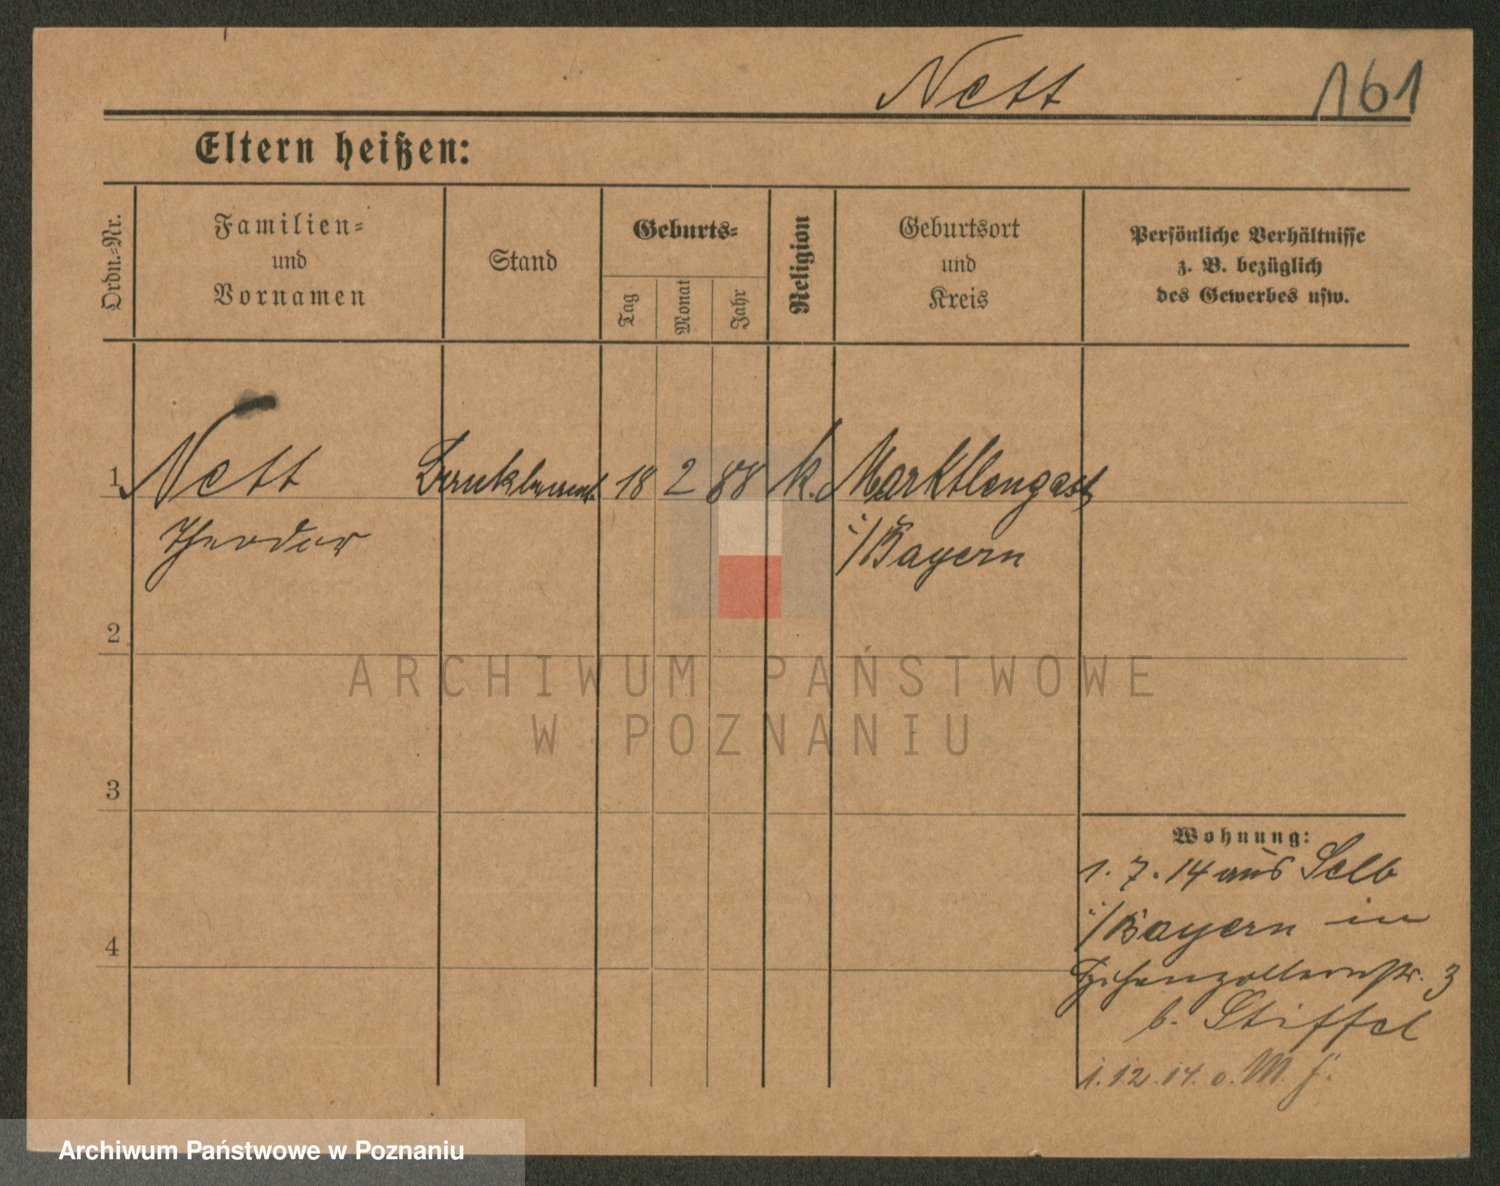 Nett 161
Eltern heißen:
Ordn.-Nr.
Familien-
und
Vornamen
Stand
Geburts-
Tag
Monat
Jahr
Religion
Geburtsort
und
Kreis
Persönliche Verhältnisse
z. B. bezüglich
des Gewerbes usw.
1 Nett 18 2 88 k. Marktleugast
Theodor i/Bayern
2
3
4
Wohnung:
1. 7. 14 aus Selb
i/Bayern in
Hohenzollernstr. 3
b. Stiffel
1. 12. 14. o. M. J.
ARCHIWUM PAŃSTWOWE
W POZNANIU
Archiwum Państwowe w Poznaniu